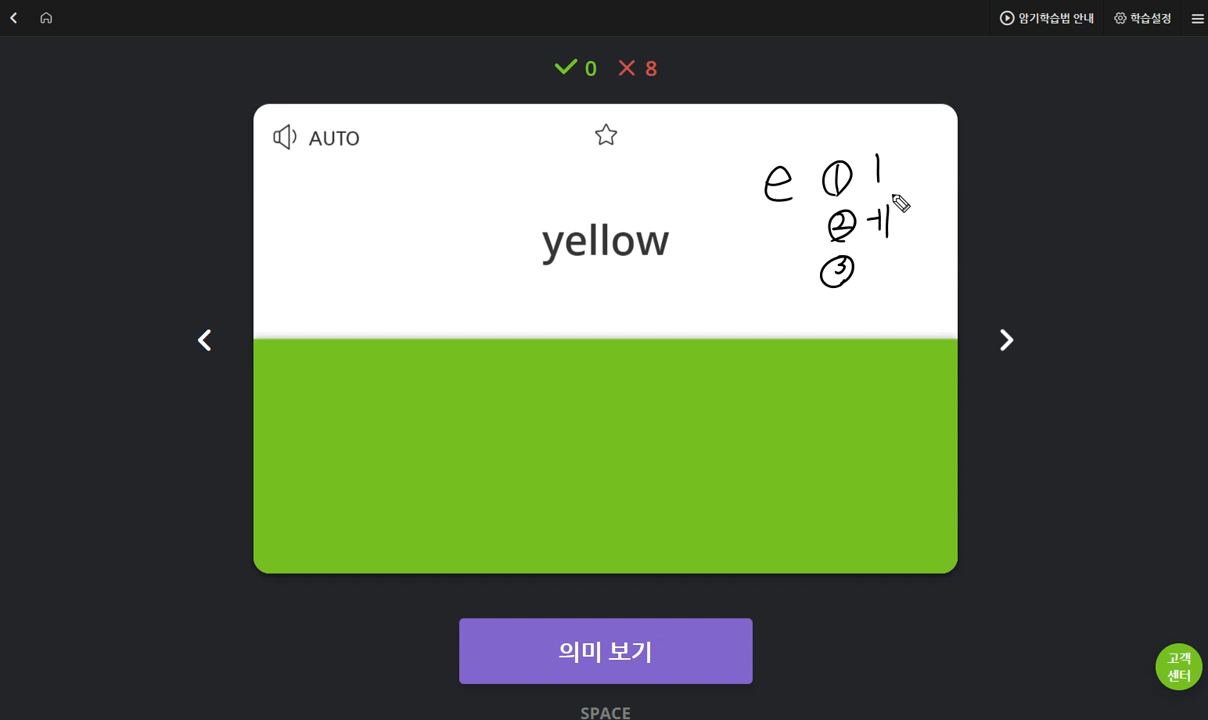 암기학습법 안내 학습설정
0 8
AUTO
e ① ㅣ
yellow
② ㅔ
③
의미 보기
SPACE
고객
센터